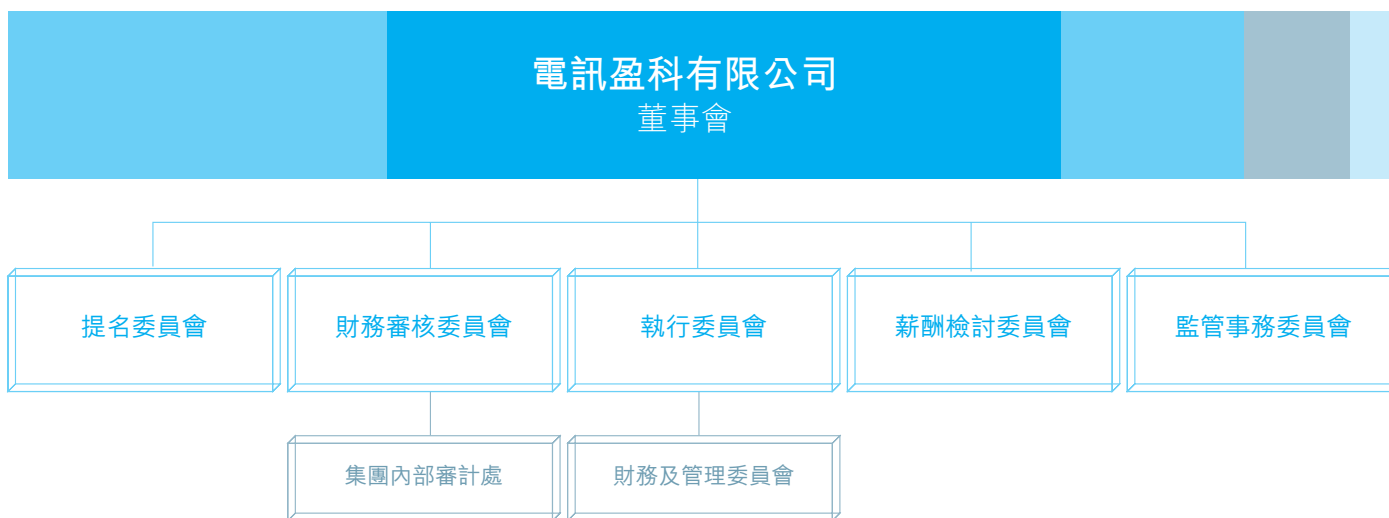 電訊盈科有限公司
董事會
提名委員會
財務審核委員會
執行委員會
薪酬檢討委員會
監管事務委員會
集團內部審計處
財務及管理委員會